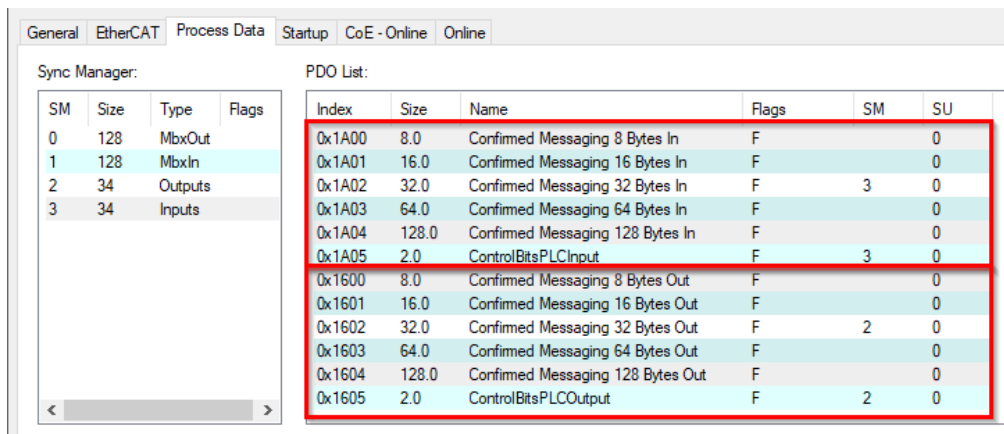 General EtherCAT Process Data Startup CoE - Online Online
Sync Manager: PDO List:
SM Size Type Flags Index Size Name Flags SM SU
0 128 MbxOut 0x1A00 8.0 Confirmed Messaging 8 Bytes In F 0
1 128 MbxIn 0x1A01 16.0 Confirmed Messaging 16 Bytes In F 0
2 34 Outputs 0x1A02 32.0 Confirmed Messaging 32 Bytes In F 3 0
3 34 Inputs 0x1A03 64.0 Confirmed Messaging 64 Bytes In F 0
0x1A04 128.0 Confirmed Messaging 128 Bytes In F 0
0x1A05 2.0 ControlBitsPLCInput F 3 0
0x1600 8.0 Confirmed Messaging 8 Bytes Out F 0
0x1601 16.0 Confirmed Messaging 16 Bytes Out F 0
0x1602 32.0 Confirmed Messaging 32 Bytes Out F 2 0
0x1603 64.0 Confirmed Messaging 64 Bytes Out F 0
0x1604 128.0 Confirmed Messaging 128 Bytes Out F 0
0x1605 2.0 ControlBitsPLCOutput F 2 0